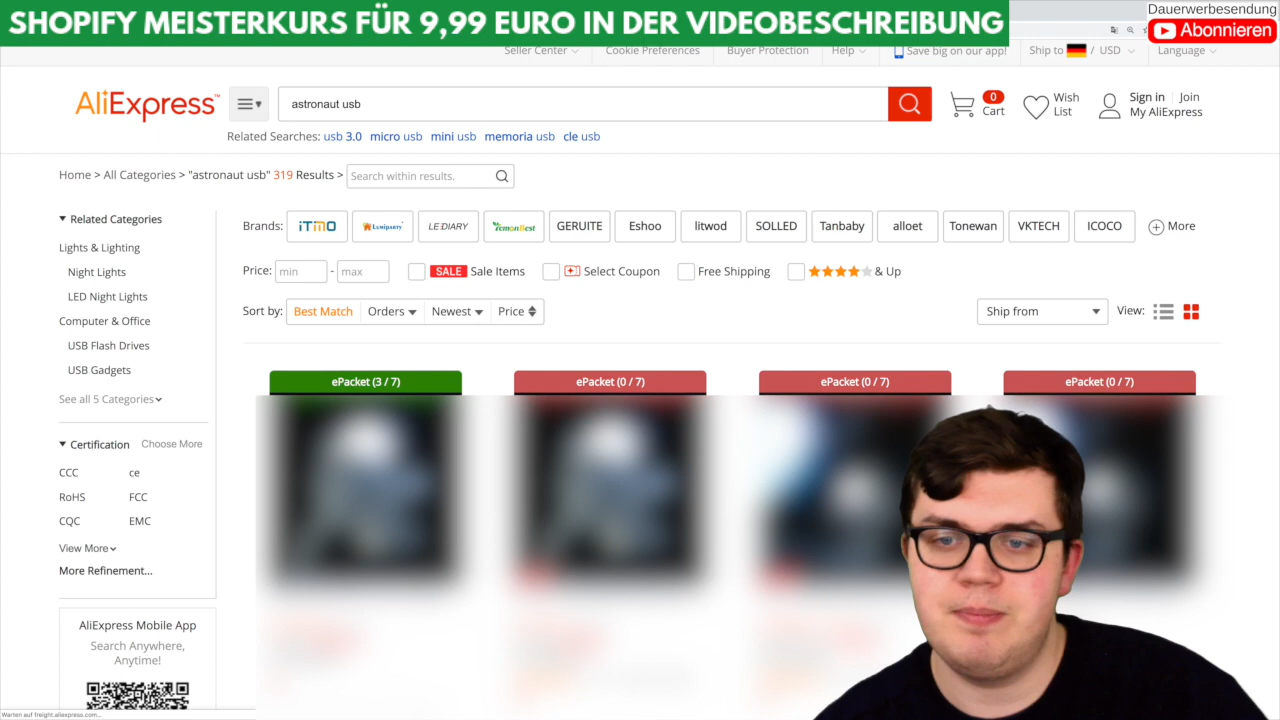 SHOPIFY MEISTERKURS FÜR 9,99 EURO IN DER VIDEOBESCHREIBUNG
Dauerwerbesendung
Abonnieren
Seller Center
Cookie Preferences
Buyer Protection
Help
Save big on our app!
Ship to / USD
Language
AliExpress™
astronaut usb
0
Cart
Wish
List
Sign in | Join
My AliExpress
Related Searches: usb 3.0 micro usb mini usb memoria usb cle usb
Home > All Categories > "astronaut usb" 319 Results >
Search within results.
Related Categories
Lights & Lighting
Night Lights
LED Night Lights
Computer & Office
USB Flash Drives
USB Gadgets
See all 5 Categories
Certification
Choose More
CCC
ce
RoHS
FCC
CQC
EMC
View More
More Refinement...
AliExpress Mobile App
Search Anywhere,
Anytime!
Brands:
iTMO
LE:DIARY
GERUITE
Eshoo
litwod
SOLLED
Tanbaby
alloet
Tonewan
VKTECH
ICOCO
More
Price: min - max
SALE Sale Items
Select Coupon
Free Shipping
& Up
Sort by: Best Match Orders Newest Price
Ship from
View:
ePacket (3 / 7)
ePacket (0 / 7)
ePacket (0 / 7)
ePacket (0 / 7)
Warten auf freight.aliexpress.com...